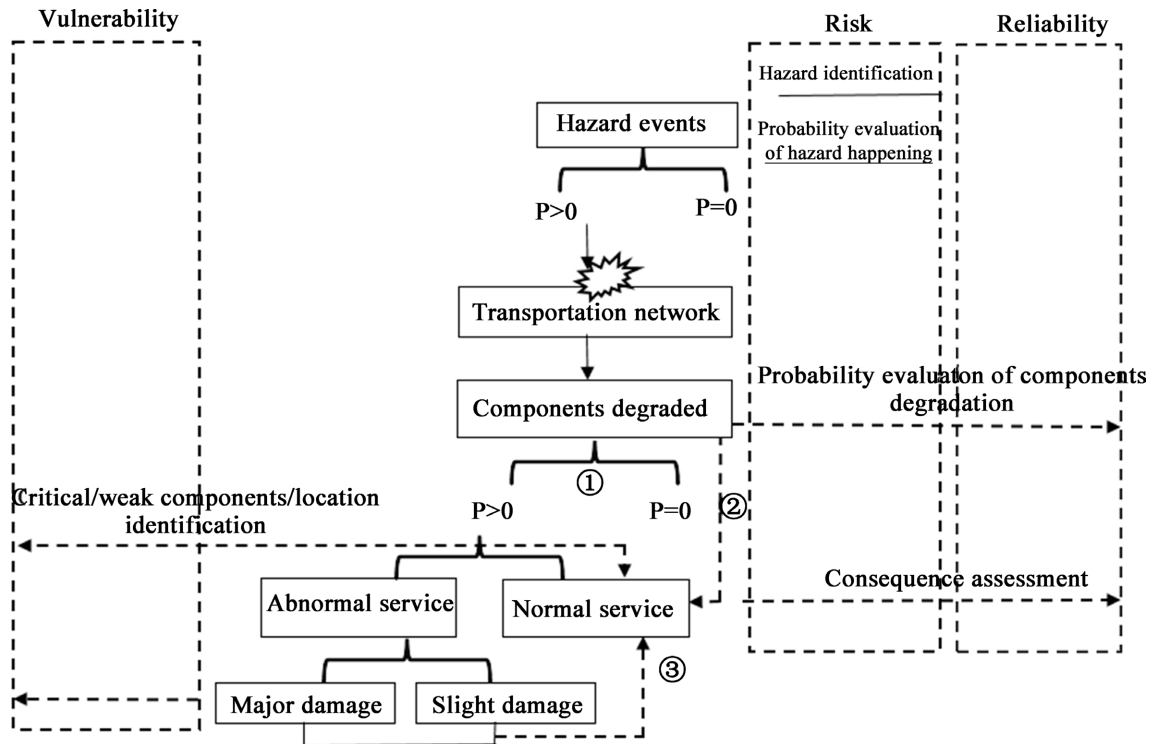 Vulnerability
Risk
Reliability
Hazard identification
Hazard events
Probability evaluation
of hazard happening
P>0
P=0
Transportation network
Probability evaluaton of components
degradation
Components degraded
①
②
Critical/weak components/location
identification
P>0
P=0
Consequence assessment
Abnormal service
Normal service
③
Major damage
Slight damage